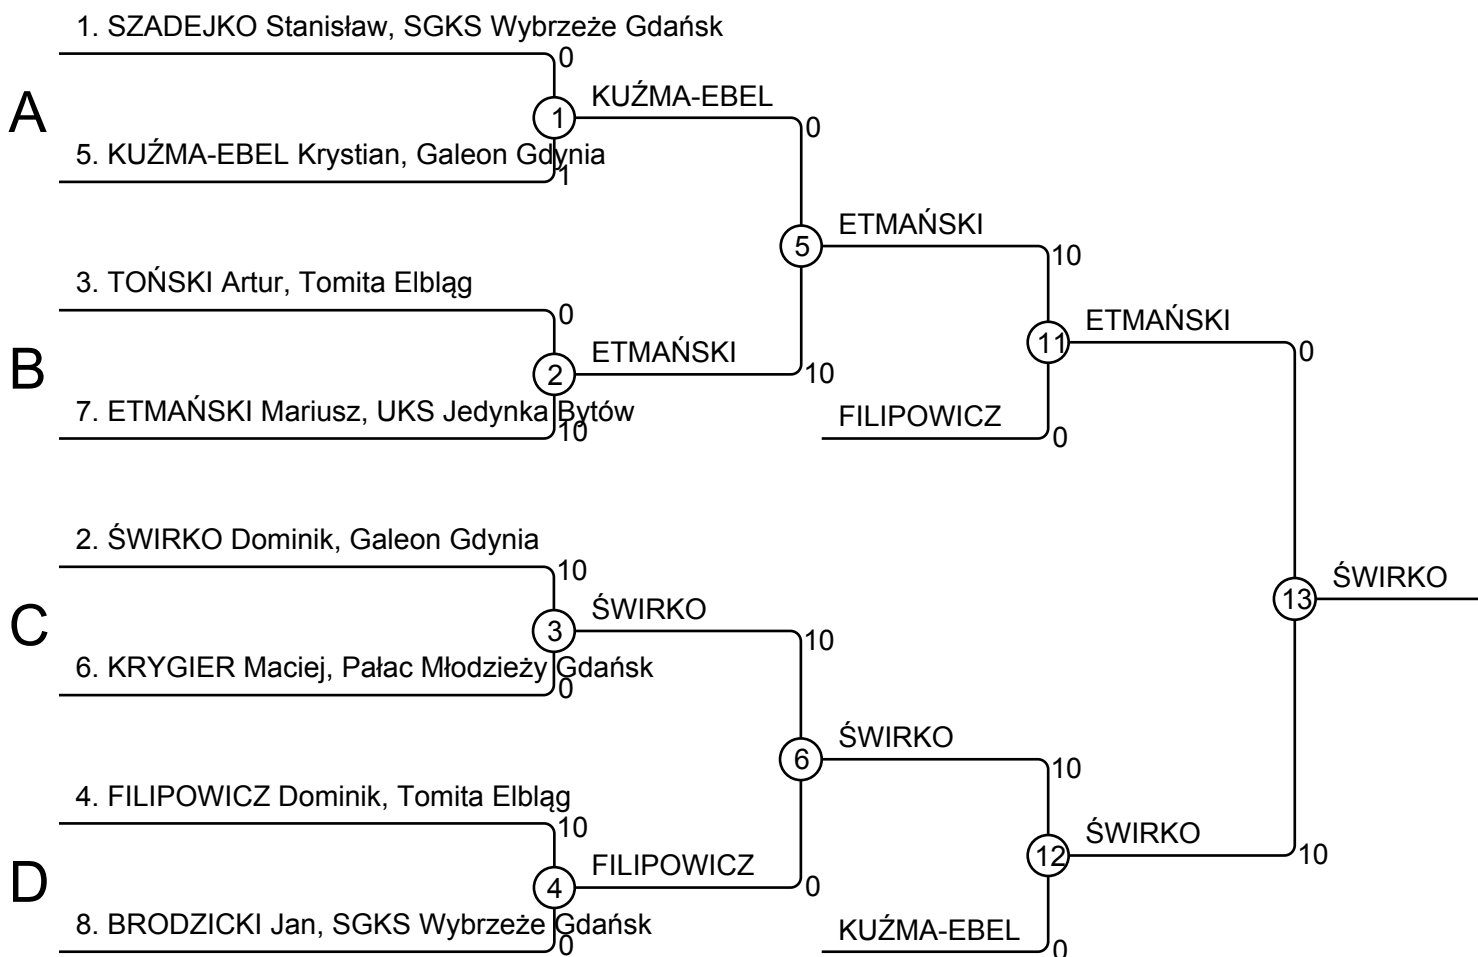 1. SZADEJKO Stanisław, SGKS Wybrzeże Gdańsk
0
A
1
KUŹMA-EBEL
0
5. KUŹMA-EBEL Krystian, Galeon Gdynia
1
5
ETMAŃSKI
10
3. TOŃSKI Artur, Tomita Elbląg
0
B
2
ETMAŃSKI
10
11
ETMAŃSKI
0
7. ETMAŃSKI Mariusz, UKS Jedynka Bytów
10
FILIPOWICZ
0
2. ŚWIRKO Dominik, Galeon Gdynia
10
13
ŚWIRKO
C
3
ŚWIRKO
10
6. KRYGIER Maciej, Pałac Młodzieży Gdańsk
0
6
ŚWIRKO
10
4. FILIPOWICZ Dominik, Tomita Elbląg
10
12
ŚWIRKO
10
D
4
FILIPOWICZ
0
8. BRODZICKI Jan, SGKS Wybrzeże Gdańsk
0
KUŹMA-EBEL
0